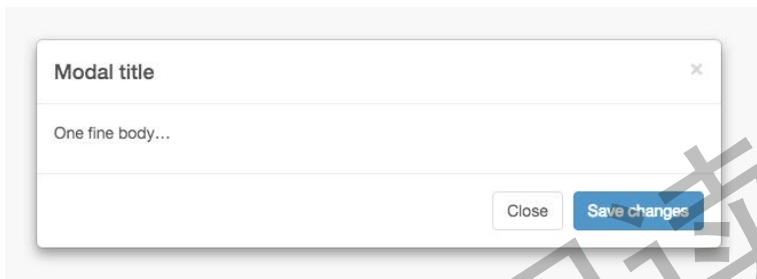 Modal title ×
One fine body…
Close Save changes